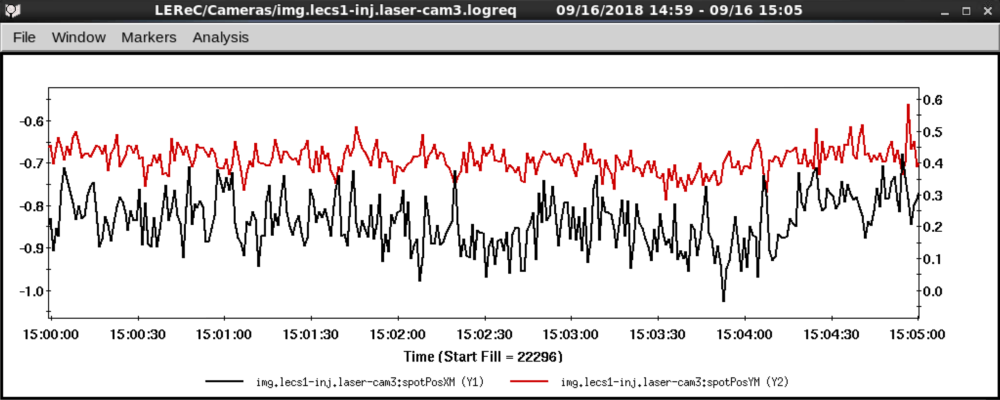 LEReC/Cameras/img.lecs1-inj.laser-cam3.logreq 09/16/2018 14:59 - 09/16 15:05
File Window Markers Analysis
-0.6 0.6
0.5
-0.7 0.4
-0.8 0.3
0.2
-0.9 0.1
-1.0 0.0
15:00:00 15:00:30 15:01:00 15:01:30 15:02:00 15:02:30 15:03:00 15:03:30 15:04:00 15:04:30 15:05:00
Time (Start Fill = 22296)
img.lecs1-inj.laser-cam3:spotPosXM (Y1) img.lecs1-inj.laser-cam3:spotPosYM (Y2)